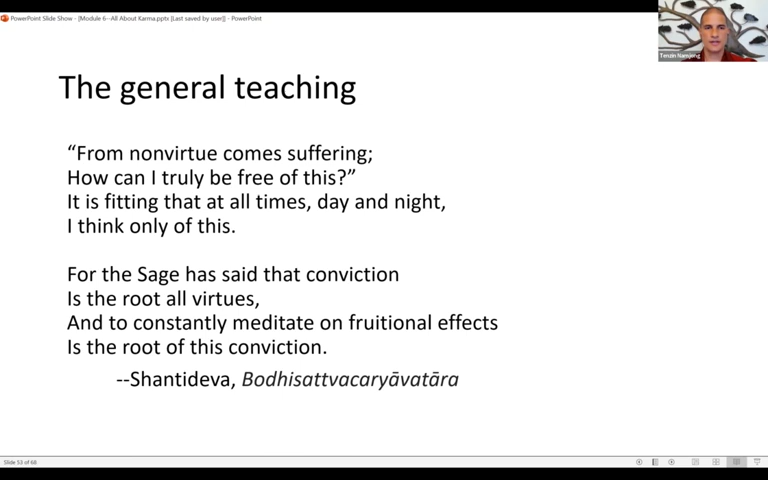 PowerPoint Slide Show - [Module 6--All About Karma.pptx [Last saved by user]] - PowerPoint
Tenzin Namjong
The general teaching
“From nonvirtue comes suffering;
How can I truly be free of this?”
It is fitting that at all times, day and night,
I think only of this.
For the Sage has said that conviction
Is the root all virtues,
And to constantly meditate on fruitional effects
Is the root of this conviction.
--Shantideva, Bodhisattvacaryāvatāra
Slide 53 of 68